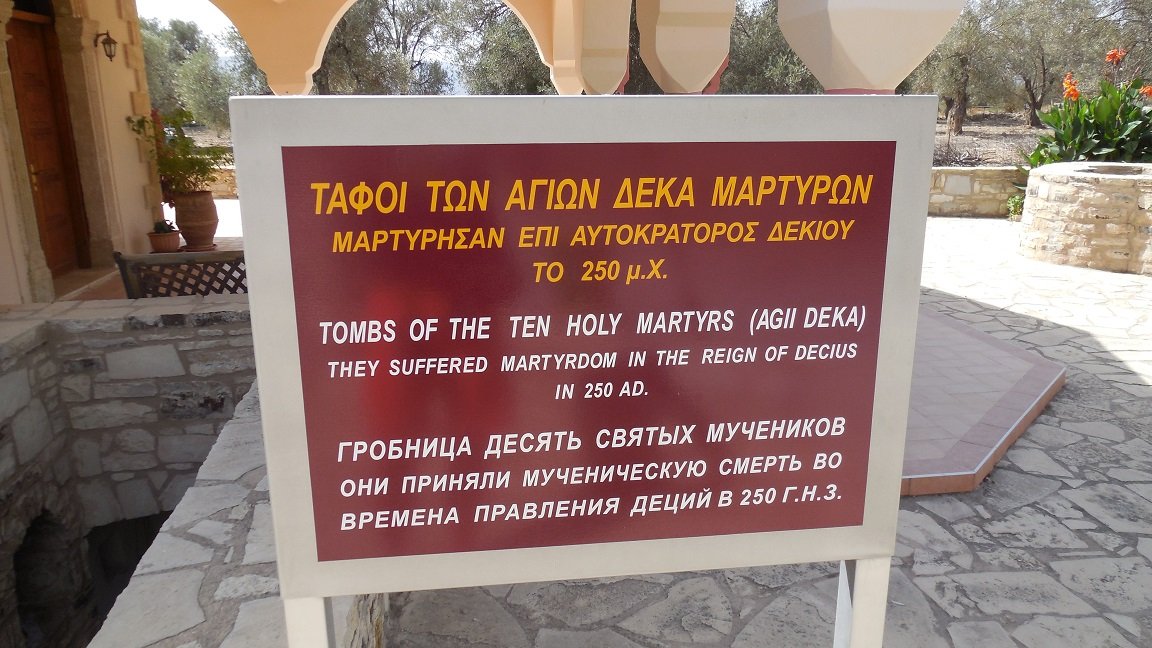 ΤΑΦΟΙ ΤΩΝ ΑΓΙΩΝ ΔΕΚΑ ΜΑΡΤΥΡΩΝ
ΜΑΡΤΥΡΗΣΑΝ ΕΠΙ ΑΥΤΟΚΡΑΤΟΡΟΣ ΔΕΚΙΟΥ
ΤΟ 250 μ.Χ.
TOMBS OF THE TEN HOLY MARTYRS (AGII DEKA)
THEY SUFFERED MARTYRDOM IN THE REIGN OF DECIUS
IN 250 AD.
ГРОБНИЦА ДЕСЯТЬ СВЯТЫХ МУЧЕНИКОВ
ОНИ ПРИНЯЛИ МУЧЕНИЧЕСКУЮ СМЕРТЬ ВО
ВРЕМЕНА ПРАВЛЕНИЯ ДЕЦИЙ В 250 Г.Н.З.